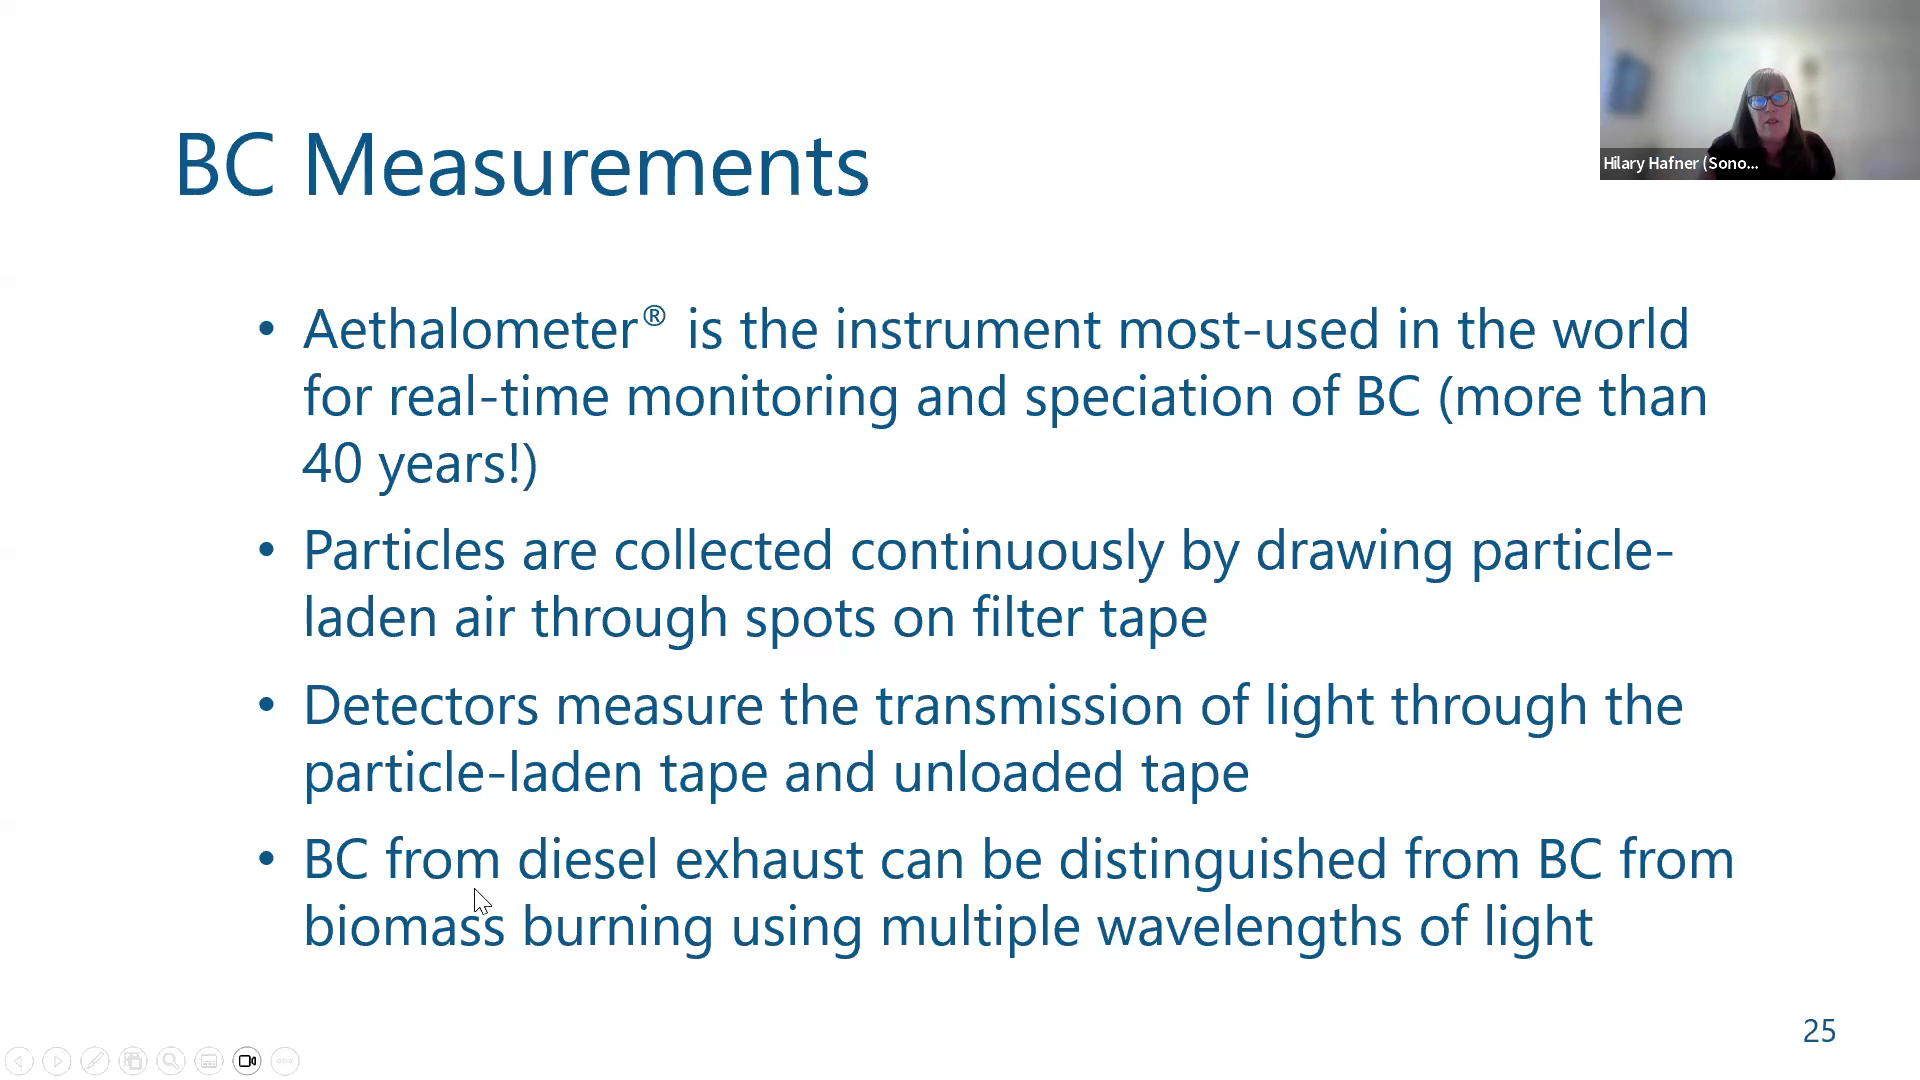 BC Measurements
Hilary Hafner (Sono...
• Aethalometer® is the instrument most-used in the world
for real-time monitoring and speciation of BC (more than
40 years!)
• Particles are collected continuously by drawing particle-
laden air through spots on filter tape
• Detectors measure the transmission of light through the
particle-laden tape and unloaded tape
• BC from diesel exhaust can be distinguished from BC from
biomass burning using multiple wavelengths of light
25